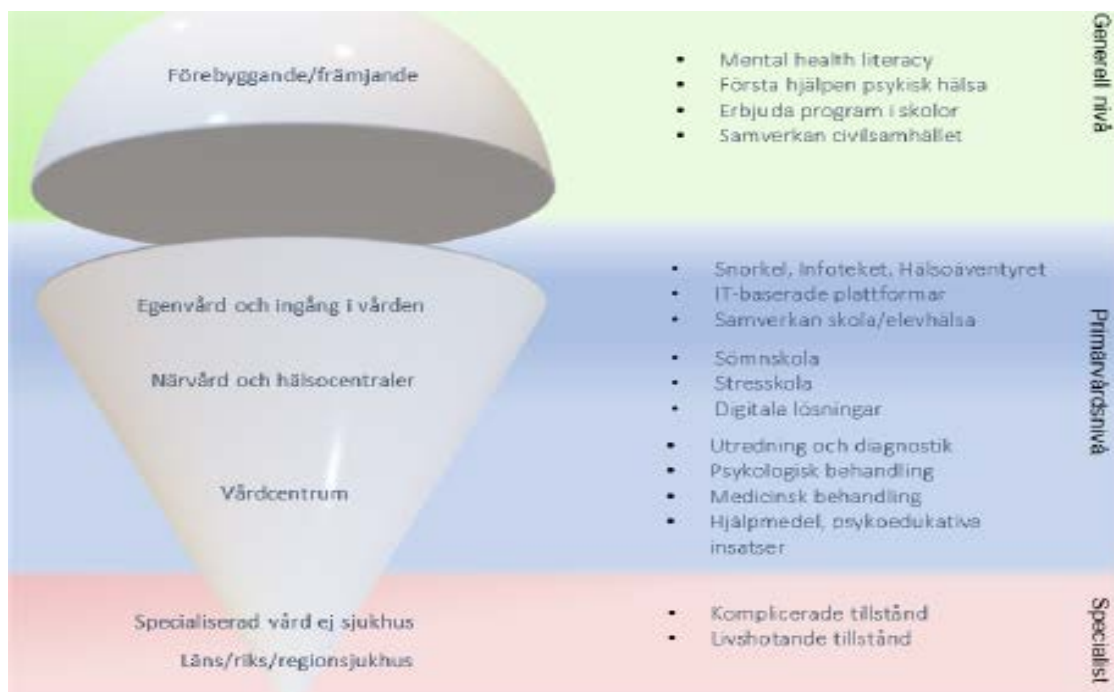 Förebyggande/främjande
Mental health literacy
Första hjälpen psykisk hälsa
Erbjuda program i skolor
Samverkan civilsamhället
Generell nivå
Egenvård och ingång i vården
Snorkel, Infoteket, Hälsoäventyret
IT-baserade plattformar
Samverkan skola/elevhälsa
Närvård och hälsocentraler
Sömnskola
Stresskola
Digitala lösningar
Vårdcentrum
Utredning och diagnostik
Psykologisk behandling
Medicinsk behandling
Hjälpmedel, psykoedukativa
insatser
Primärvårdsnivå
Specialiserad vård ej sjukhus
Läns/riks/regionsjukhus
Komplicerade tillstånd
Livshotande tillstånd
Specialist